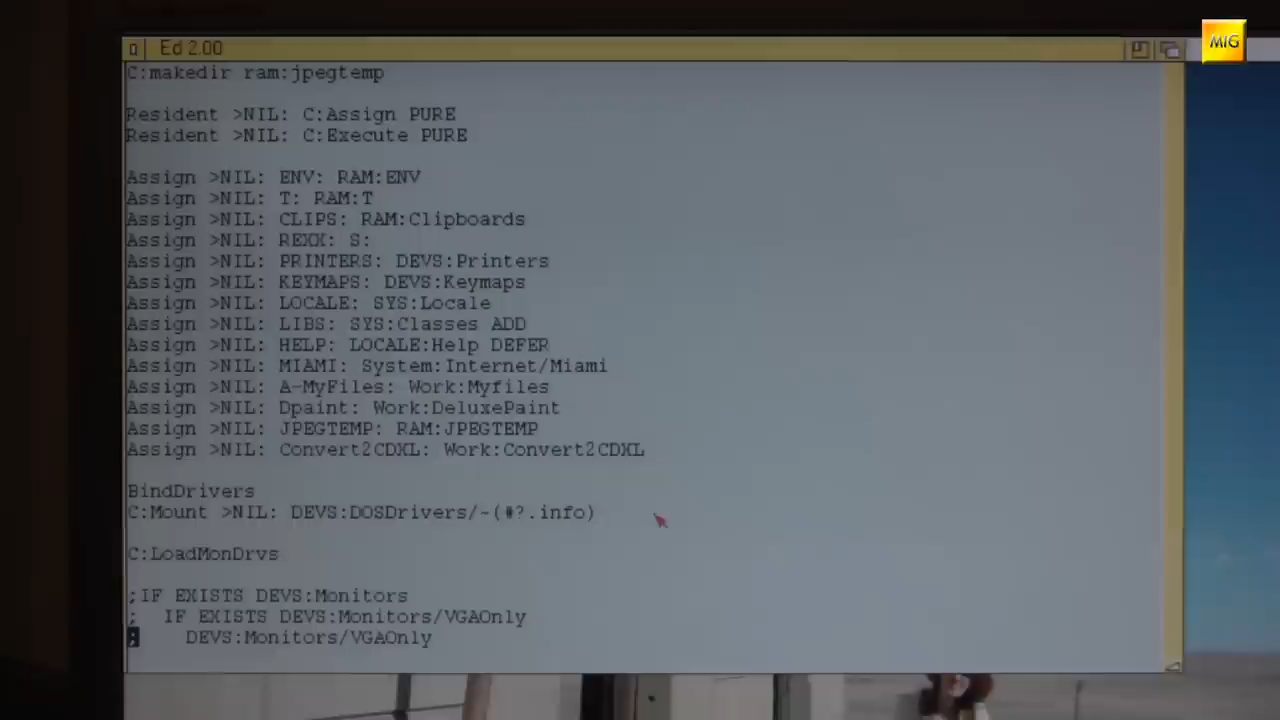 Ed 2.00
MiG
C:makedir ram:jpegtemp
Resident >NIL: C:Assign PURE
Resident >NIL: C:Execute PURE
Assign >NIL: ENV: RAM:ENV
Assign >NIL: T: RAM:T
Assign >NIL: CLIPS: RAM:Clipboards
Assign >NIL: REXX: S:
Assign >NIL: PRINTERS: DEVS:Printers
Assign >NIL: KEYMAPS: DEVS:Keymaps
Assign >NIL: LOCALE: SYS:Locale
Assign >NIL: LIBS: SYS:Classes ADD
Assign >NIL: HELP: LOCALE:Help DEFER
Assign >NIL: MIAMI: System:Internet/Miami
Assign >NIL: A-MyFiles: Work:Myfiles
Assign >NIL: Dpaint: Work:DeluxePaint
Assign >NIL: JPEGTEMP: RAM:JPEGTEMP
Assign >NIL: Convert2CDXL: Work:Convert2CDXL
BindDrivers
C:Mount >NIL: DEVS:DOSDrivers/~(#?.info)
C:LoadMonDrvs
;IF EXISTS DEVS:Monitors
;  IF EXISTS DEVS:Monitors/VGAOnly
;    DEVS:Monitors/VGAOnly